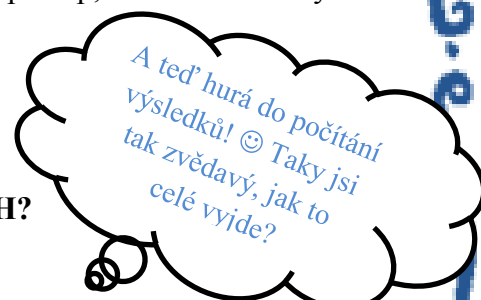 A teď hurá do počítání
výsledků! ☺ Taky jsi
tak zvědavý, jak to
celé vyjde?
H?